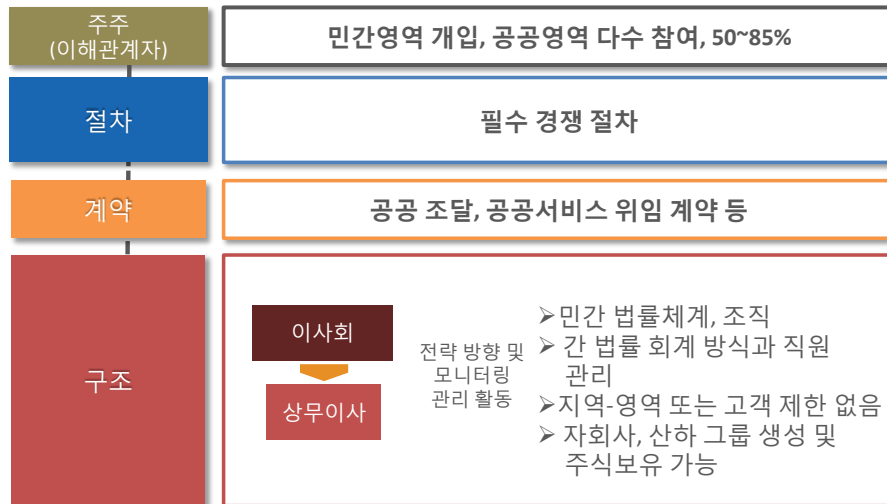 주주
(이해관계자)
민간영역 개입, 공공영역 다수 참여, 50~85%
절차
필수 경쟁 절차
계약
공공 조달, 공공서비스 위임 계약 등
구조
이사회
상무이사
전략 방향 및
모니터링
관리 활동
➢민간 법률체계, 조직
➢ 간 법률 회계 방식과 직원
관리
➢지역-영역 또는 고객 제한 없음
➢ 자회사, 산하 그룹 생성 및
주식보유 가능